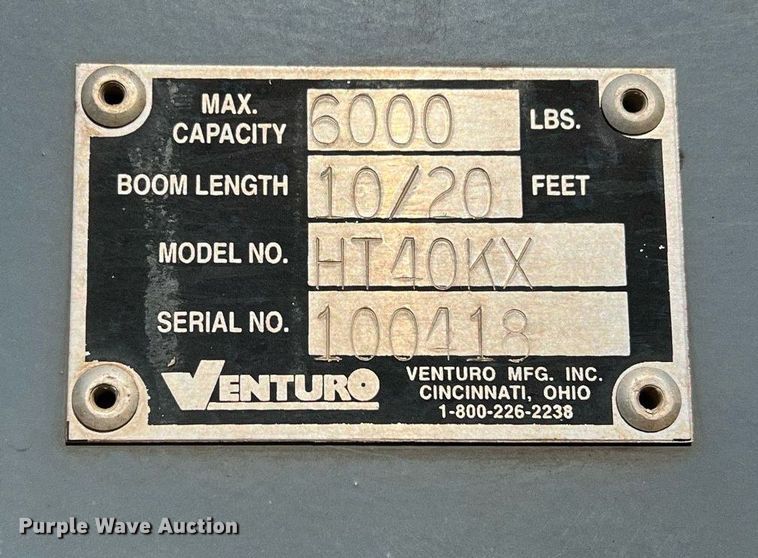 MAX. CAPACITY 6000 LBS.
BOOM LENGTH 10/20 FEET
MODEL NO. HT40KX
SERIAL NO. 100418
VENTURO
VENTURO MFG. INC.
CINCINNATI, OHIO
1-800-226-2238
Purple Wave Auction